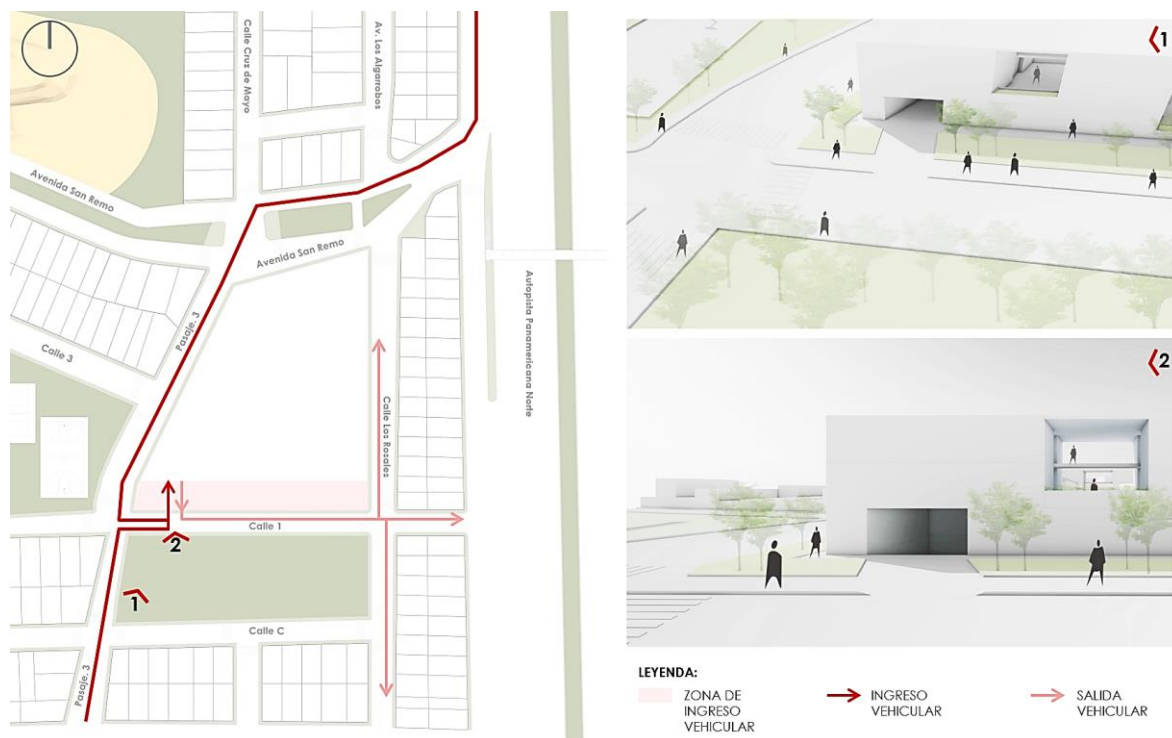 Calle Cruz de Mayo
Av. Los Algarrobos
Avenida San Remo
Avenida San Remo
Pasaje. 3
Calle 3
Autopista Panamericana Norte
Calle Los Rosales
Calle 1
2
1
Calle C
Pasaje. 3
1
2
LEYENDA:
ZONA DE
INGRESO
VEHICULAR
INGRESO
VEHICULAR
SALIDA
VEHICULAR